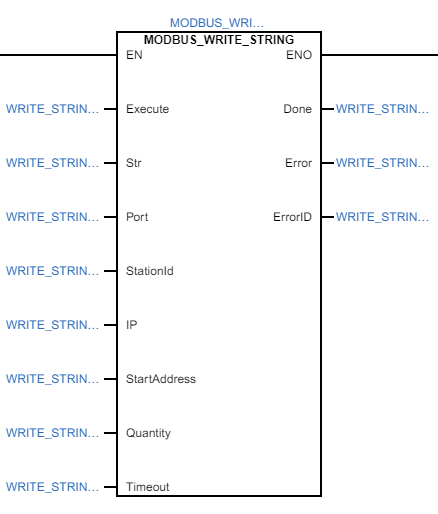 MODBUS_WRI...
MODBUS_WRITE_STRING
EN ENO
WRITE_STRIN... Execute Done WRITE_STRIN...
WRITE_STRIN... Str Error WRITE_STRIN...
WRITE_STRIN... Port ErrorID WRITE_STRIN...
WRITE_STRIN... StationId
WRITE_STRIN... IP
WRITE_STRIN... StartAddress
WRITE_STRIN... Quantity
WRITE_STRIN... Timeout